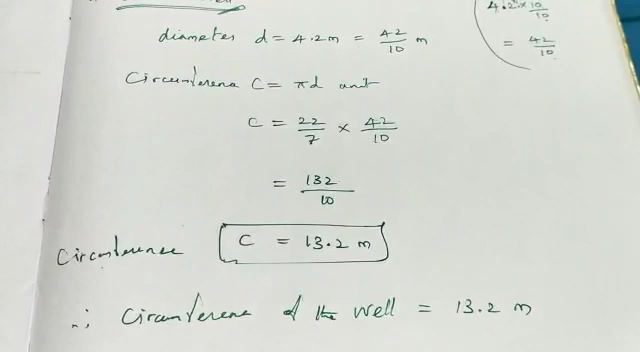 4.2 × 10/10
diameter d = 4.2 m = 42/10 m
= 42/10
Circumference C = πd unit
C = 22/7 × 42/10
= 132/10
Circumference C = 13.2 m
∴ Circumference of the well = 13.2 m